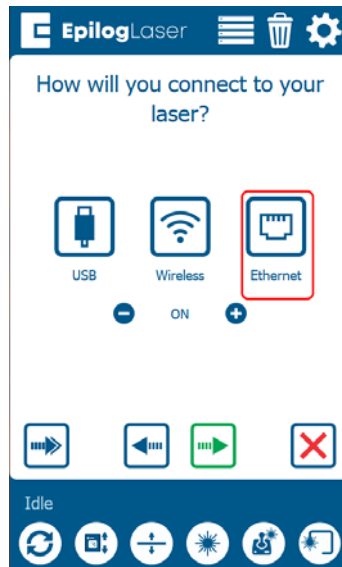 EpilogLaser
How will you connect to your
laser?
USB
Wireless
Ethernet
ON
Idle